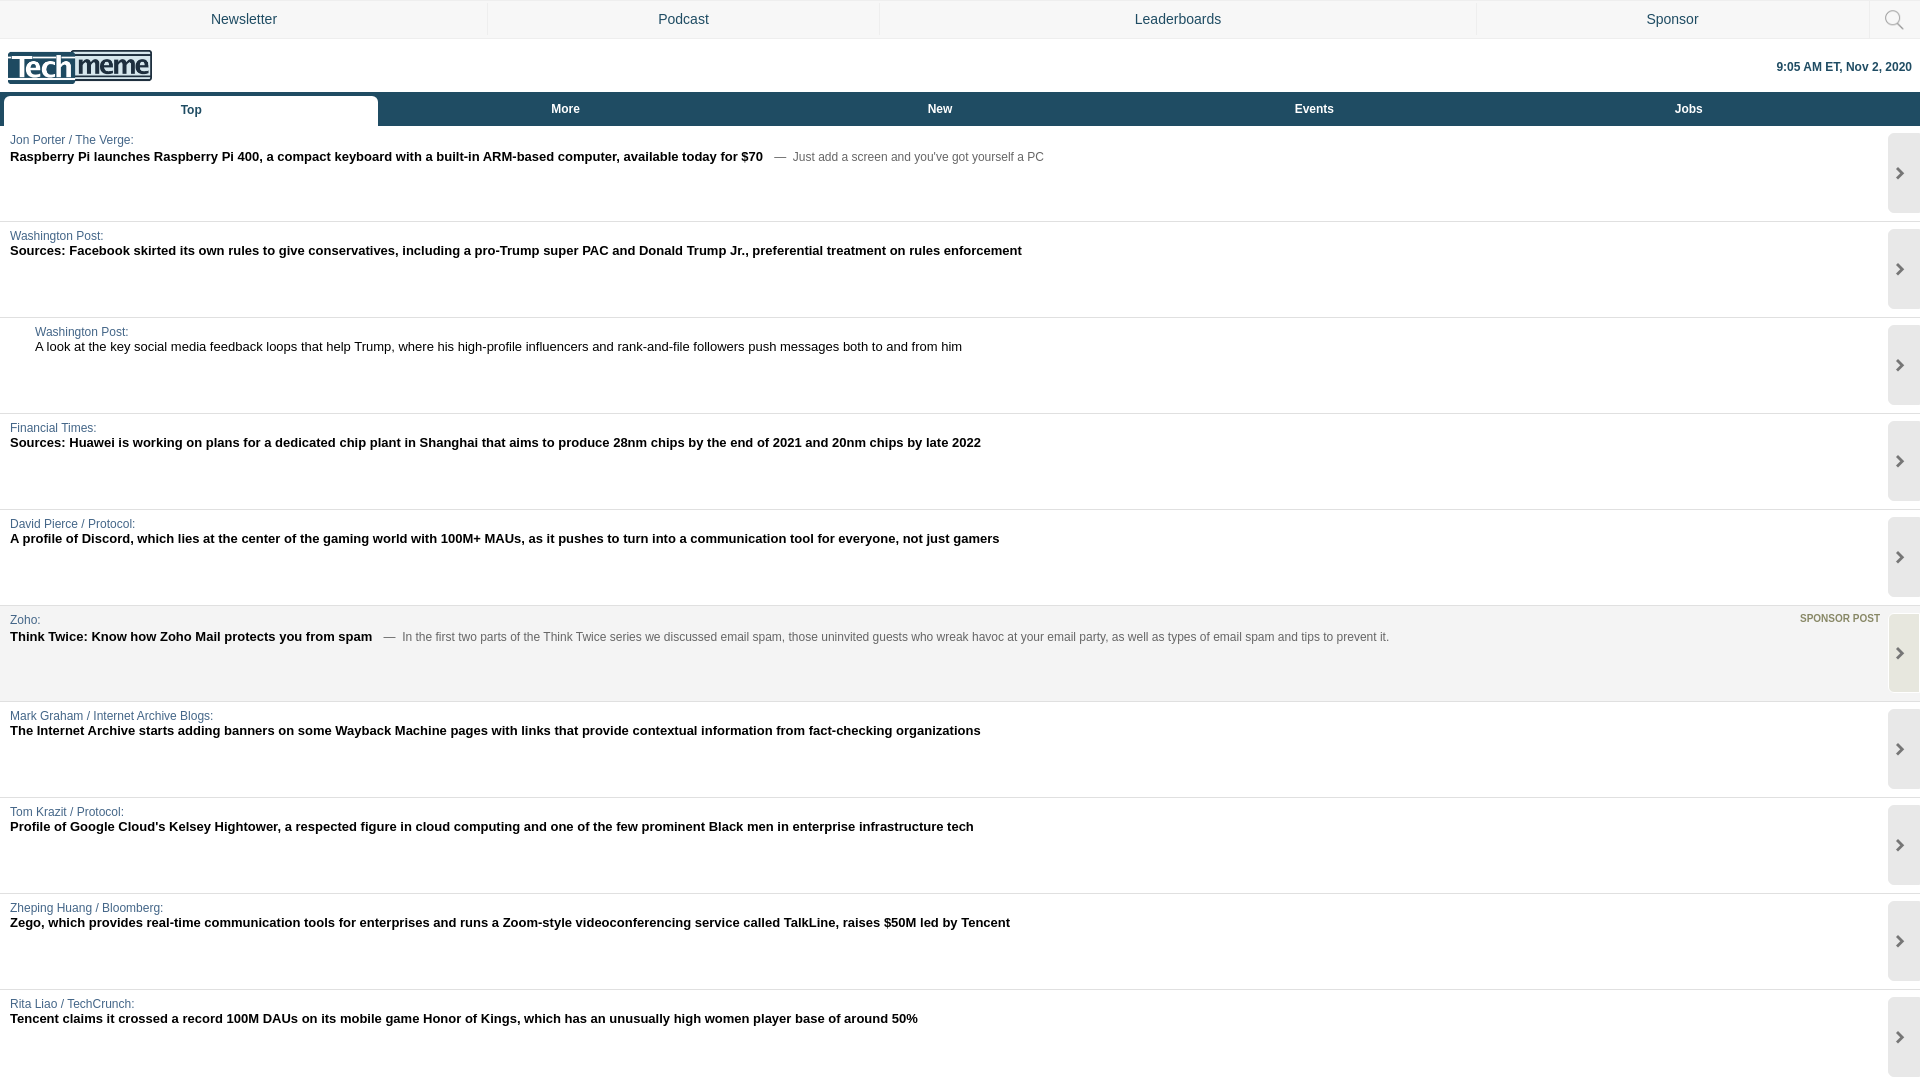 Newsletter
Podcast
Leaderboards
Sponsor
Techmeme
9:05 AM ET, Nov 2, 2020
Top
More
New
Events
Jobs
Jon Porter / The Verge:
Raspberry Pi launches Raspberry Pi 400, a compact keyboard with a built-in ARM-based computer, available today for $70 — Just add a screen and you've got yourself a PC
Washington Post:
Sources: Facebook skirted its own rules to give conservatives, including a pro-Trump super PAC and Donald Trump Jr., preferential treatment on rules enforcement
Washington Post:
A look at the key social media feedback loops that help Trump, where his high-profile influencers and rank-and-file followers push messages both to and from him
Financial Times:
Sources: Huawei is working on plans for a dedicated chip plant in Shanghai that aims to produce 28nm chips by the end of 2021 and 20nm chips by late 2022
David Pierce / Protocol:
A profile of Discord, which lies at the center of the gaming world with 100M+ MAUs, as it pushes to turn into a communication tool for everyone, not just gamers
Zoho:
SPONSOR POST
Think Twice: Know how Zoho Mail protects you from spam — In the first two parts of the Think Twice series we discussed email spam, those uninvited guests who wreak havoc at your email party, as well as types of email spam and tips to prevent it.
Mark Graham / Internet Archive Blogs:
The Internet Archive starts adding banners on some Wayback Machine pages with links that provide contextual information from fact-checking organizations
Tom Krazit / Protocol:
Profile of Google Cloud's Kelsey Hightower, a respected figure in cloud computing and one of the few prominent Black men in enterprise infrastructure tech
Zheping Huang / Bloomberg:
Zego, which provides real-time communication tools for enterprises and runs a Zoom-style videoconferencing service called TalkLine, raises $50M led by Tencent
Rita Liao / TechCrunch:
Tencent claims it crossed a record 100M DAUs on its mobile game Honor of Kings, which has an unusually high women player base of around 50%